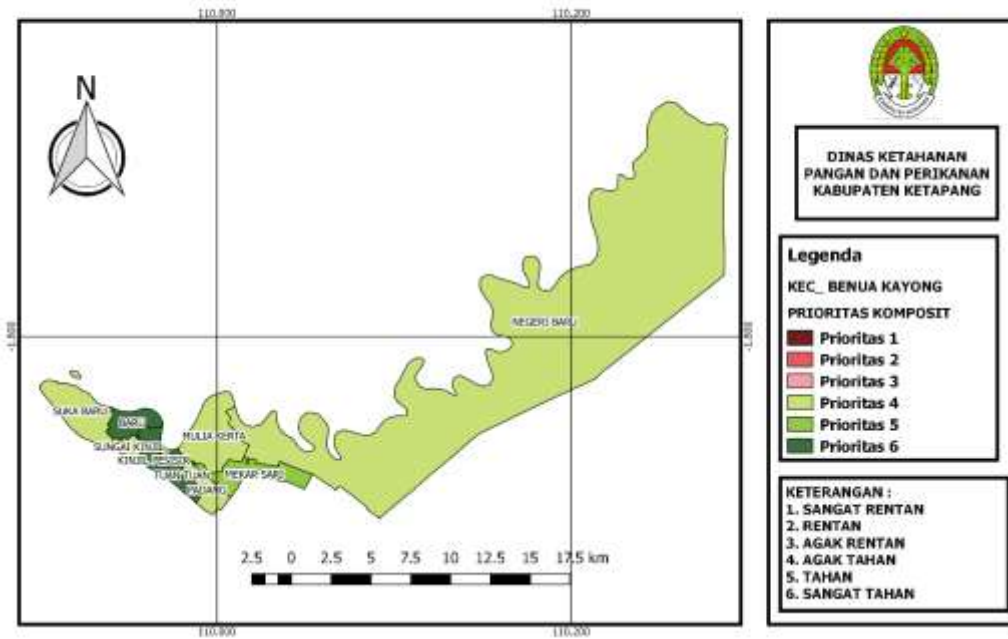 110.000
110.200
N
-1.800
-1.800
NEGERI BARU
SUKA BARU
BARU
MULIA KERTA
SUNGAI KINJIL
KINJIL PESISIR
TUAN TUAN
MEKAR SARI
PADANG
2.5 0 2.5 5 7.5 10 12.5 15 17.5 km
110.000
110.200
DINAS KETAHANAN
PANGAN DAN PERIKANAN
KABUPATEN KETAPANG
Legenda
KEC_ BENUA KAYONG
PRIORITAS KOMPOSIT
Prioritas 1
Prioritas 2
Prioritas 3
Prioritas 4
Prioritas 5
Prioritas 6
KETERANGAN :
1. SANGAT RENTAN
2. RENTAN
3. AGAK RENTAN
4. AGAK TAHAN
5. TAHAN
6. SANGAT TAHAN